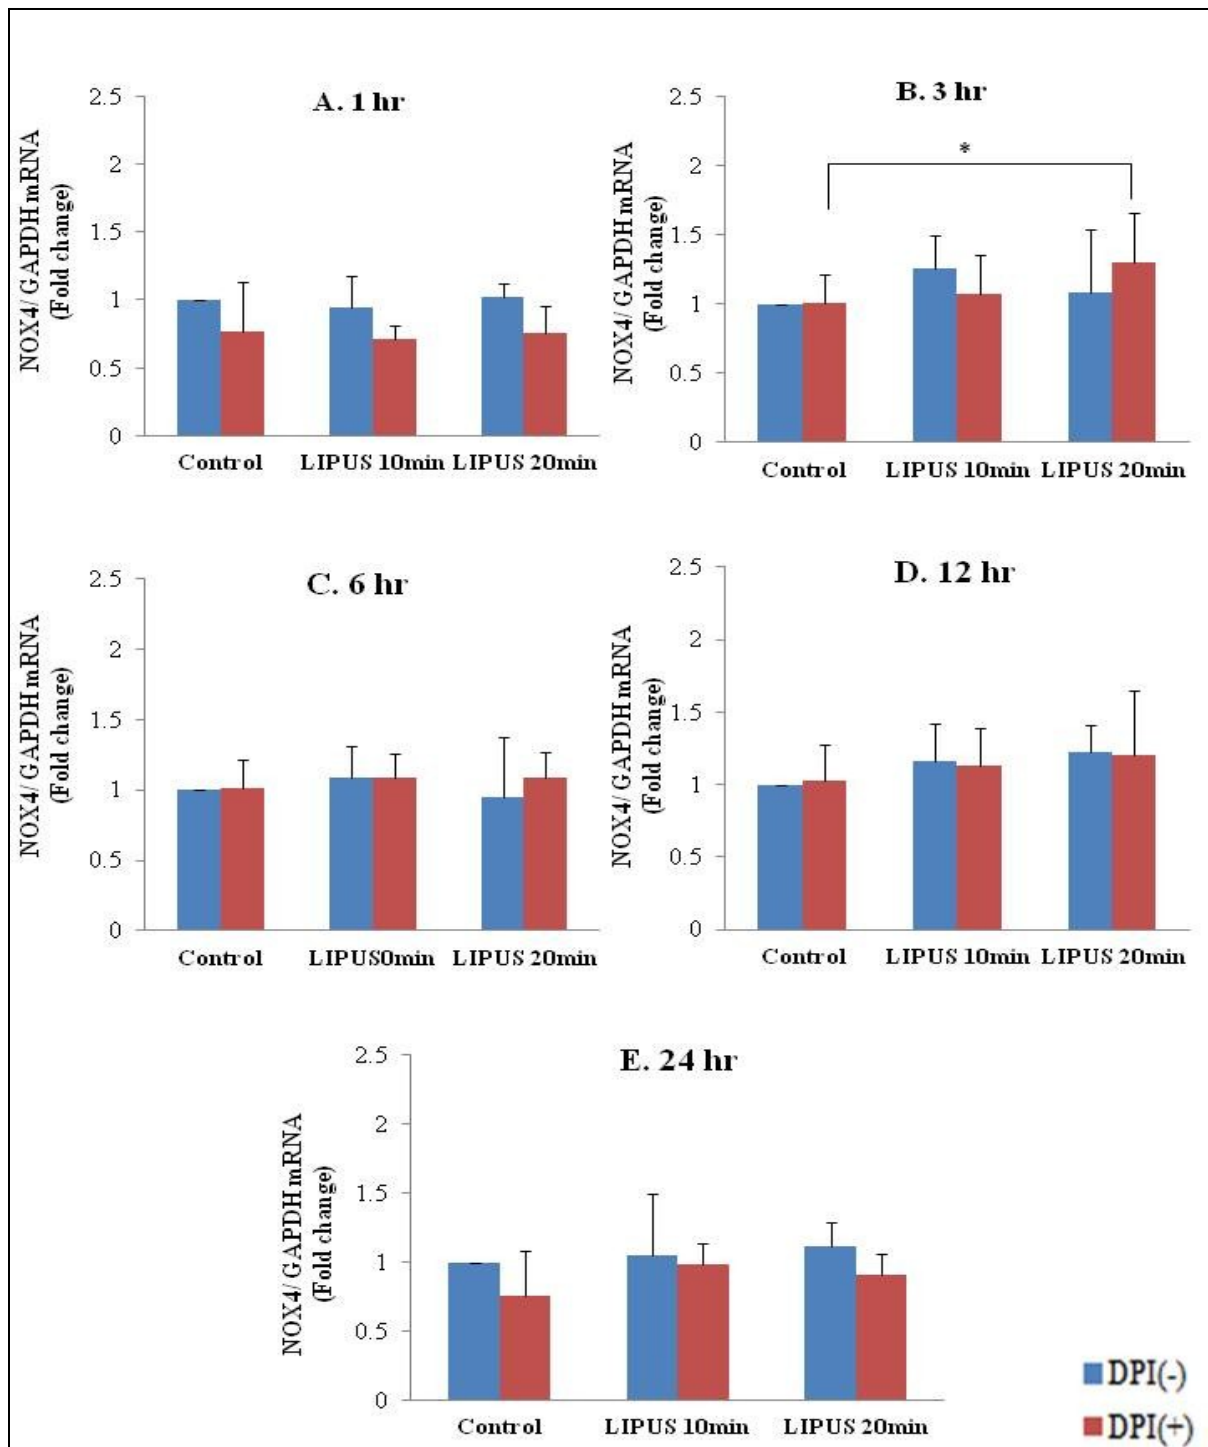 A. 1 hr
NOX4/ GAPDH mRNA
(Fold change)
2.5
2
1.5
1
0.5
0
Control LIPUS 10min LIPUS 20min
B. 3 hr
*
NOX4/ GAPDH mRNA
(Fold change)
2.5
2
1.5
1
0.5
0
Control LIPUS 10min LIPUS 20min
C. 6 hr
NOX4/ GAPDH mRNA
(Fold change)
2.5
2
1.5
1
0.5
0
Control LIPUS0min LIPUS 20min
D. 12 hr
NOX4/ GAPDH mRNA
(Fold change)
2.5
2
1.5
1
0.5
0
Control LIPUS 10min LIPUS 20min
E. 24 hr
NOX4/ GAPDH mRNA
(Fold change)
2.5
2
1.5
1
0.5
0
Control LIPUS 10min LIPUS 20min
DPI(-)
DPI(+)